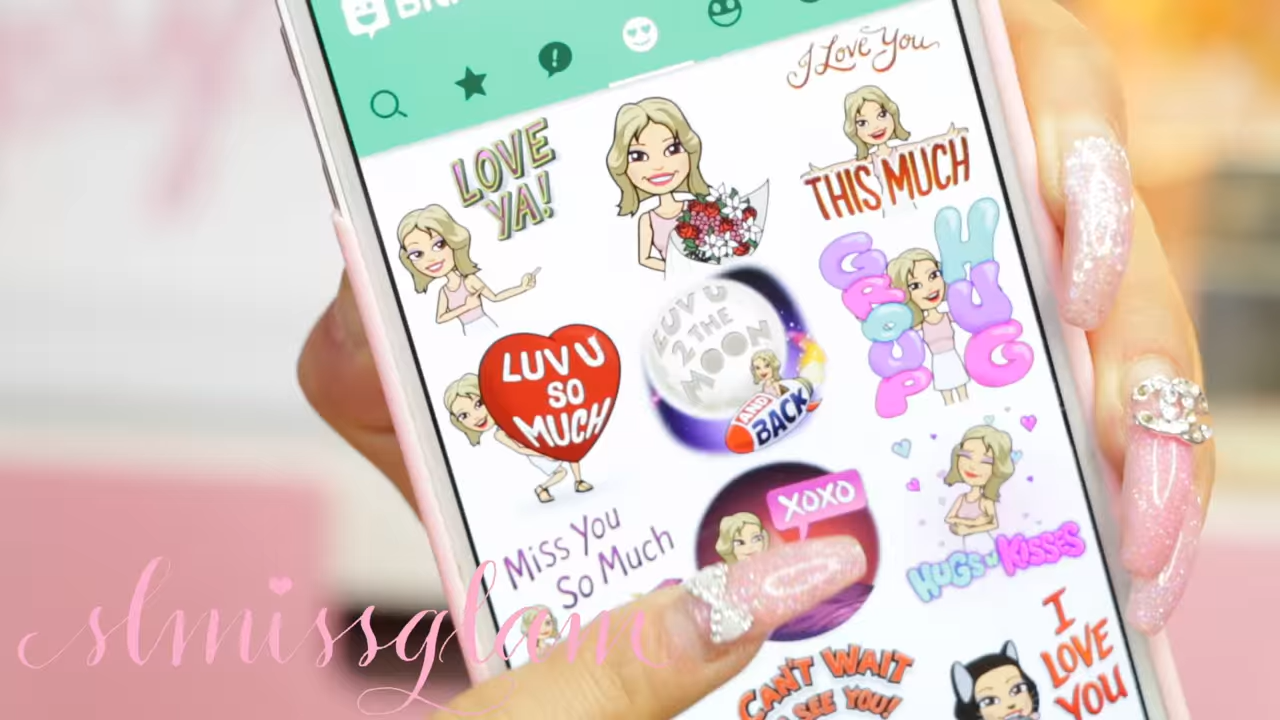 I Love You
THIS MUCH
LOVE
YA!
GROUP
HUG
LUV U
2 THE
MOON
AND
BACK
LUV U
SO
MUCH
XOXO
HUGS N KISSES
Miss You
So Much
I
LOVE
YOU
CAN'T WAIT
SEE YOU!
slmissglam